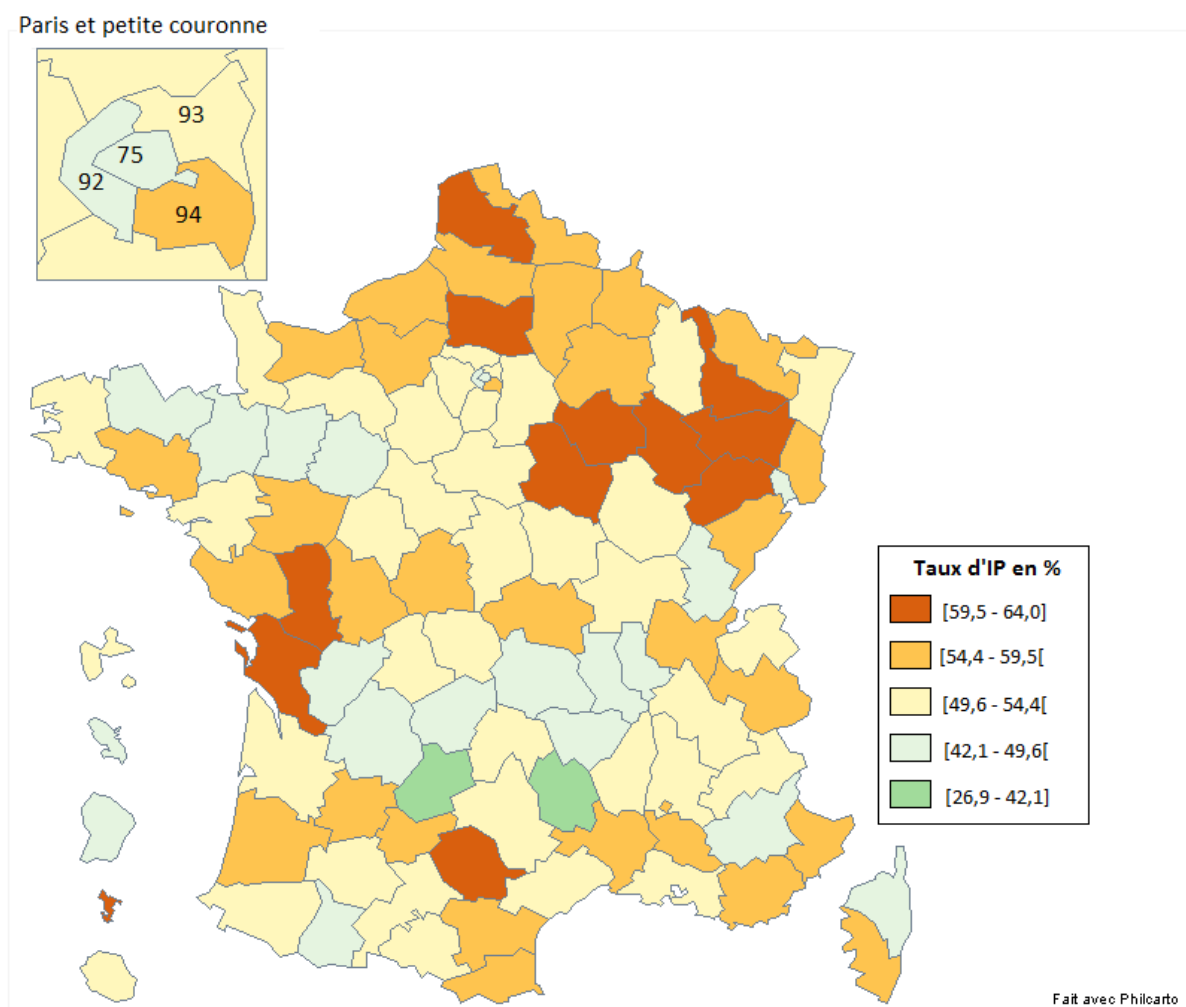 Paris et petite couronne
93
75
92
94
Taux d'IP en %
[59,5 - 64,0]
[54,4 - 59,5[
[49,6 - 54,4[
[42,1 - 49,6[
[26,9 - 42,1]
Fait avec Philcarto